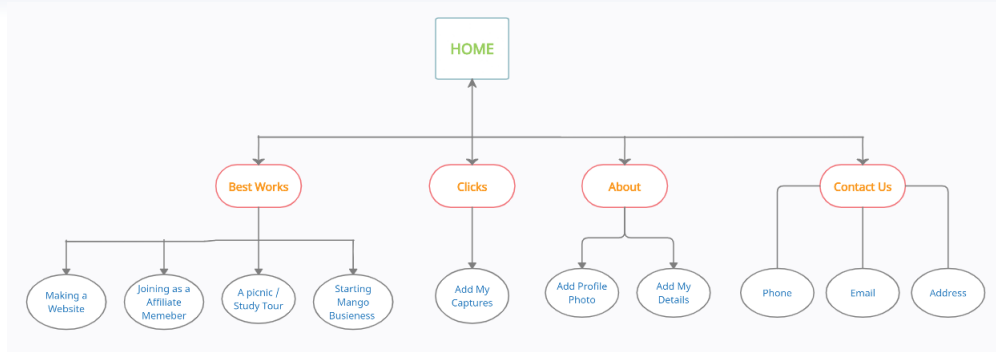 HOME
Best Works
Clicks
About
Contact Us
Making a
Website
Joining as a
Affiliate
Memeber
A picnic /
Study Tour
Starting
Mango
Busieness
Add My
Captures
Add Profile
Photo
Add My
Details
Phone
Email
Address